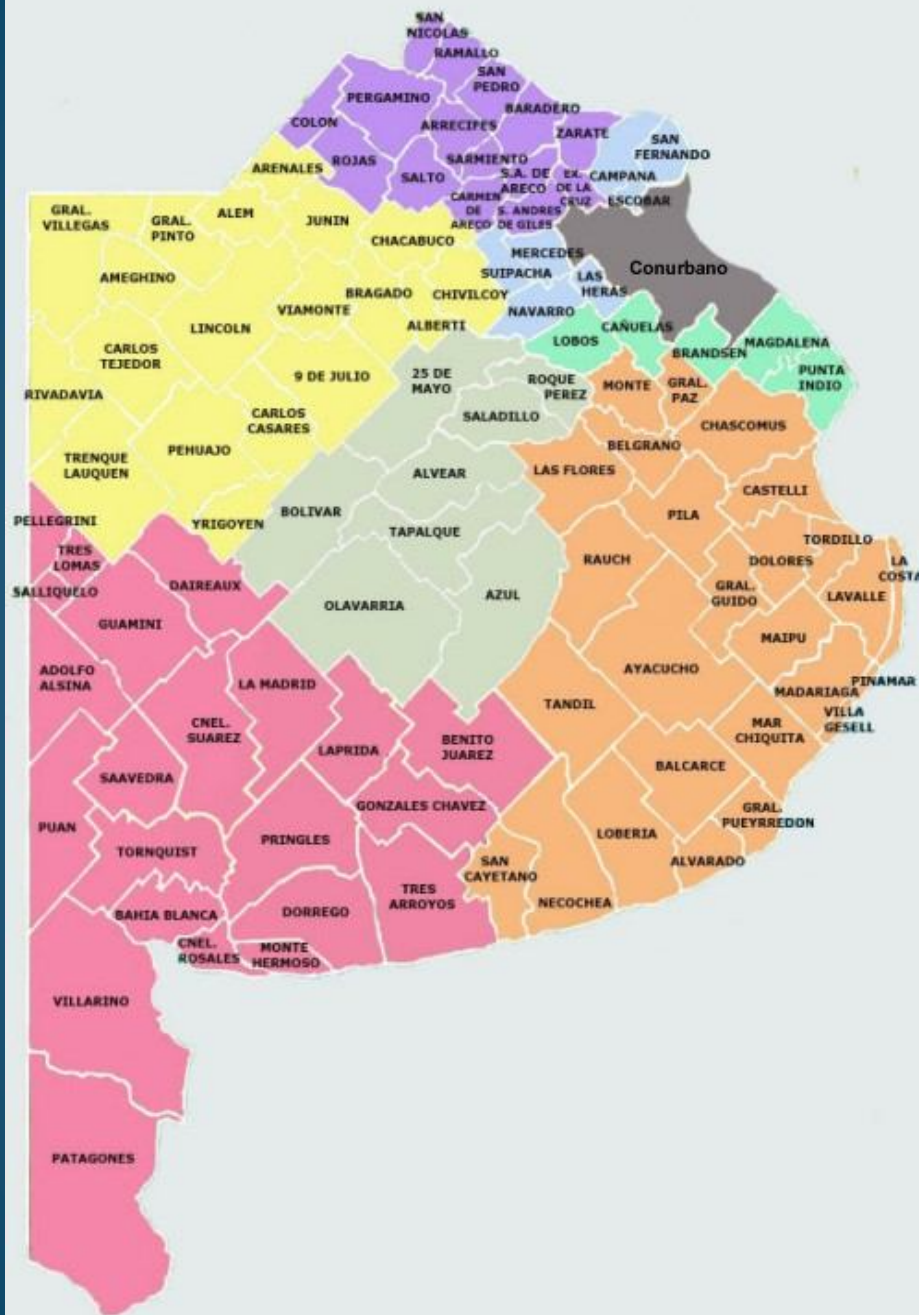 SAN
NICOLAS
RAMALLO
SAN
PEDRO
PERGAMINO
BARADERO
COLON
ARRECIFES
ZARATE
SAN
FERNANDO
ARENALES
ROJAS
SARMIENTO
SALTO
S.A. DE
ARECO
EX.
DE LA
CRUZ
CAMPANA
CARMEN
DE
ARECO
S. ANDRES
DE GILES
ESCOBAR
GRAL.
VILLEGAS
GRAL.
PINTO
ALEM
JUNIN
CHACABUCO
MERCEDES
Conurbano
AMEGHINO
SUIPACHA
LAS
HERAS
BRAGADO
CHIVILCOY
VIAMONTE
NAVARRO
LINCOLN
ALBERTI
LOBOS
CAÑUELAS
CARLOS
TEJEDOR
BRANDSEN
MAGDALENA
9 DE JULIO
25 DE
MAYO
ROQUE
PEREZ
MONTE
GRAL.
PAZ
PUNTA
INDIO
RIVADAVIA
CARLOS
CASARES
SALADILLO
CHASCOMUS
TRENQUE
LAUQUEN
PEHUAJO
BELGRANO
ALVEAR
LAS FLORES
CASTELLI
PELLEGRINI
YRIGOYEN
BOLIVAR
PILA
TAPALQUE
TORDILLO
TRES
LOMAS
RAUCH
DOLORES
LA
COSTA
SALLIQUELO
DAIREAUX
OLAVARRIA
AZUL
GRAL.
GUIDO
LAVALLE
GUAMINI
MAIPU
ADOLFO
ALSINA
LA MADRID
AYACUCHO
PINAMAR
MADARIAGA
CNEL.
SUAREZ
TANDIL
VILLA
GESELL
LAPRIDA
BENITO
JUAREZ
MAR
CHIQUITA
SAAVEDRA
BALCARCE
GONZALES CHAVEZ
GRAL.
PUEYRREDON
PUAN
PRINGLES
LOBERIA
TORNQUIST
SAN
CAYETANO
ALVARADO
TRES
ARROYOS
NECOCHEA
BAHIA BLANCA
DORREGO
CNEL.
ROSALES
MONTE
HERMOSO
VILLARINO
PATAGONES